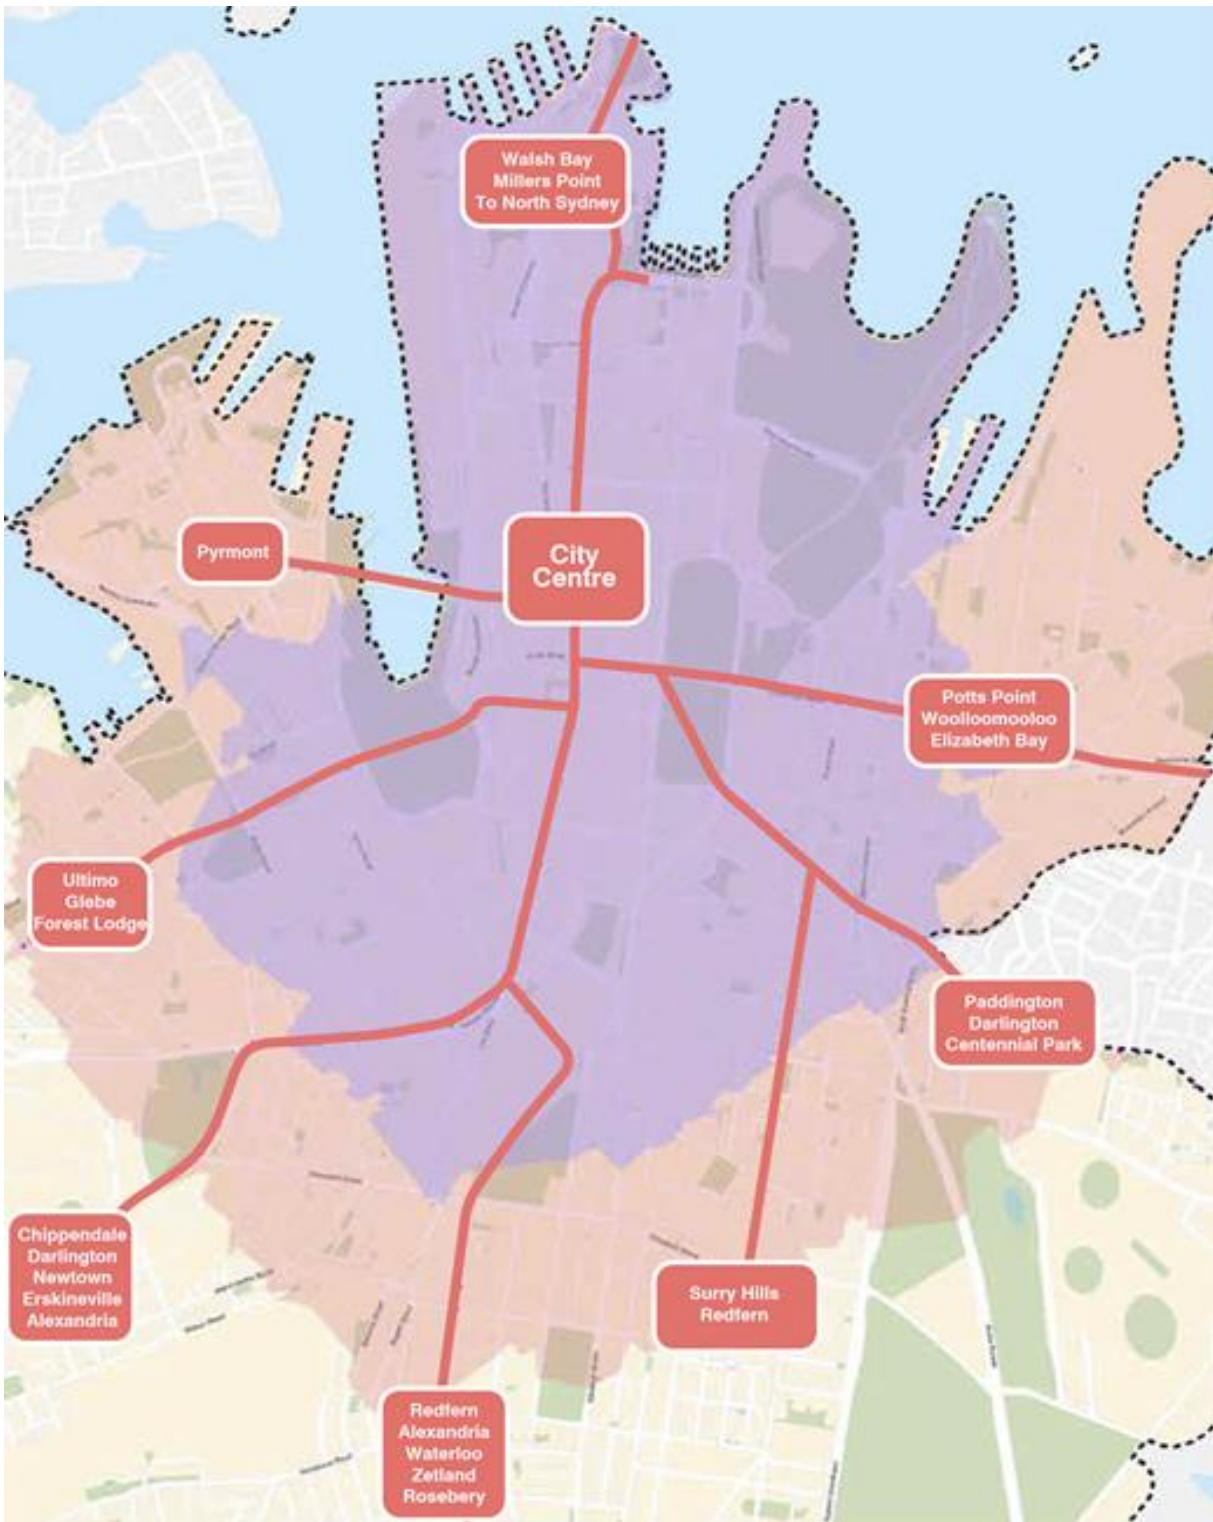 Walsh Bay
Millers Point
To North Sydney
City
Centre
Pyrmont
Potts Point
Woolloomooloo
Elizabeth Bay
Ultimo
Glebe
Forest Lodge
Paddington
Darlington
Centennial Park
Chippendale
Darlington
Newtown
Erskineville
Alexandria
Surry Hills
Redfern
Redfern
Alexandria
Waterloo
Zetland
Rosebery